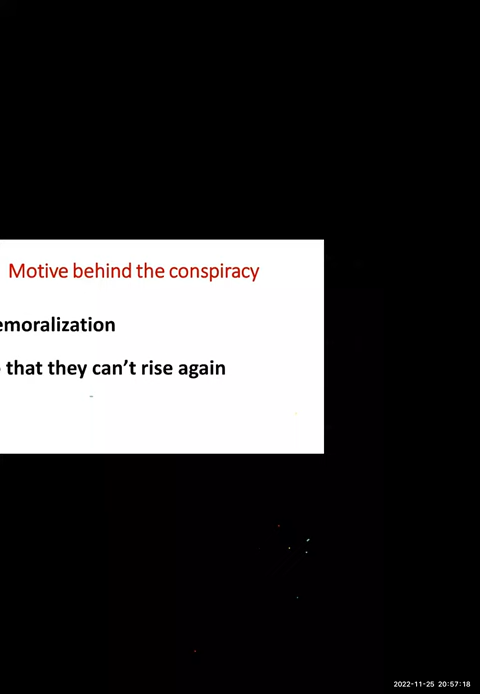 Motive behind the conspiracy
emoralization
that they can't rise again
2022-11-25 20:57:18